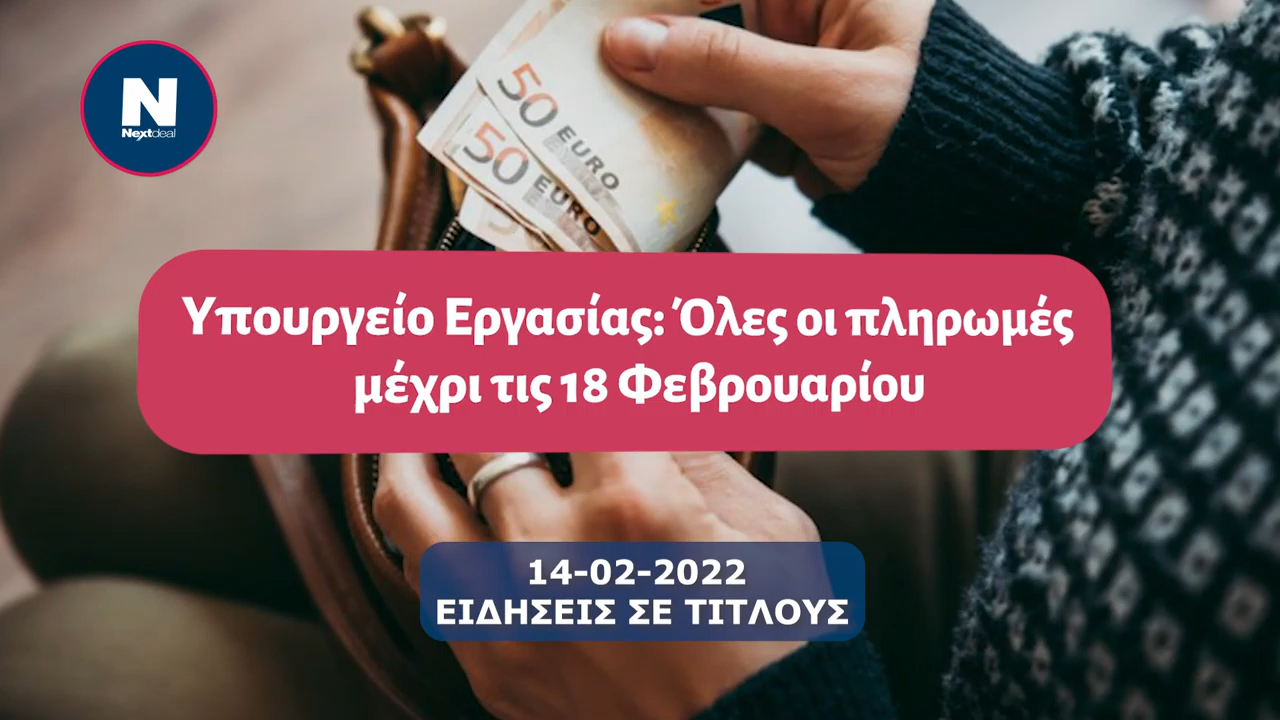 N
Nextdeal
50 EURO
50 EURO
Υπουργείο Εργασίας: Όλες οι πληρωμές
μέχρι τις 18 Φεβρουαρίου
14-02-2022
ΕΙΔΗΣΕΙΣ ΣΕ ΤΙΤΛΟΥΣ